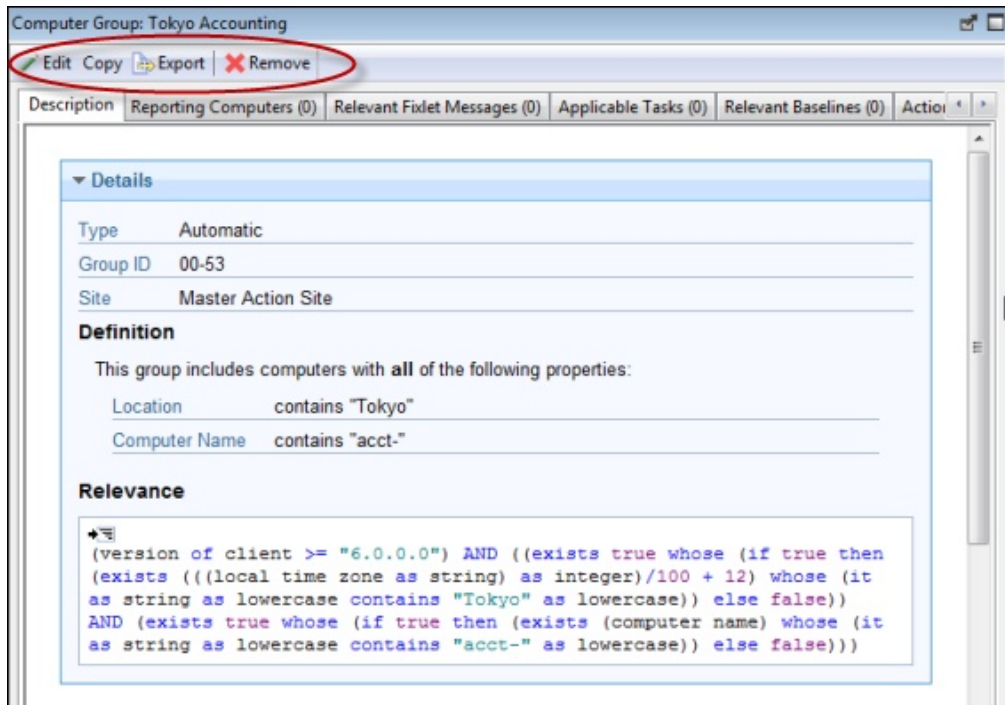 Computer Group: Tokyo Accounting
Edit Copy Export Remove
Description Reporting Computers (0) Relevant Fixlet Messages (0) Applicable Tasks (0) Relevant Baselines (0) Action
Details
Type Automatic
Group ID 00-53
Site Master Action Site
Definition
This group includes computers with all of the following properties:
Location contains "Tokyo"
Computer Name contains "acct-"
Relevance
(version of client >= "6.0.0.0") AND ((exists true whose (if true then
(exists (((local time zone as string) as integer)/100 + 12) whose (it
as string as lowercase contains "Tokyo" as lowercase)) else false))
AND (exists true whose (if true then (exists (computer name) whose (it
as string as lowercase contains "acct-" as lowercase)) else false)))